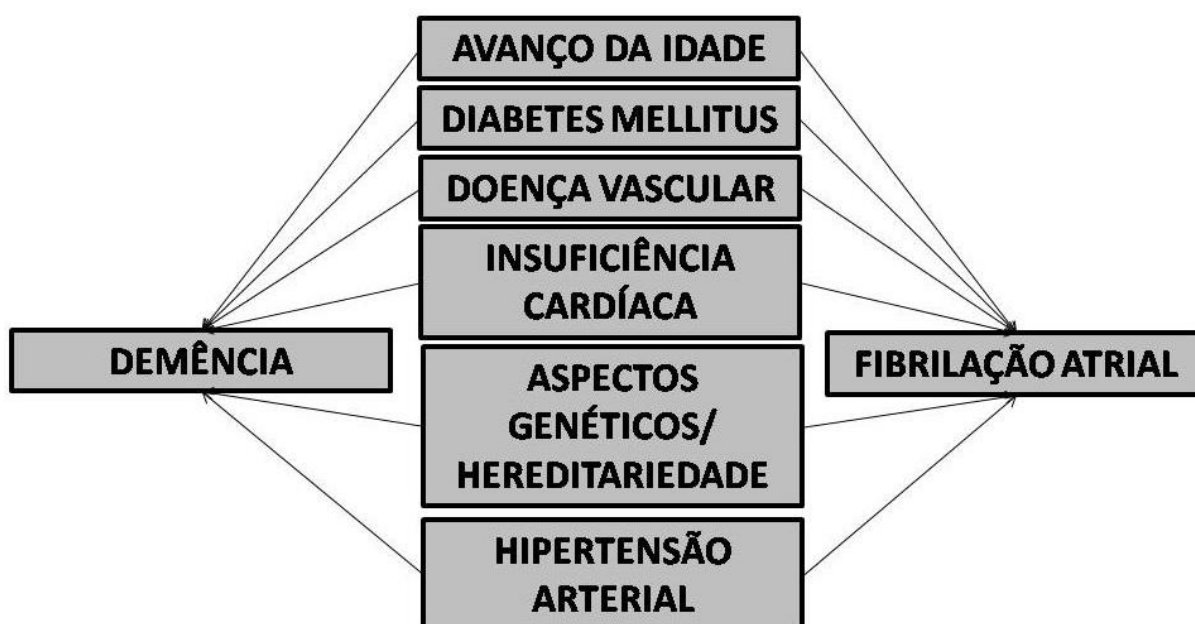 AVANÇO DA IDADE
DIABETES MELLITUS
DOENÇA VASCULAR
INSUFICIÊNCIA
CARDÍACA
DEMÊNCIA
FIBRILAÇÃO ATRIAL
ASPECTOS
GENÉTICOS/
HEREDITARIEDADE
HIPERTENSÃO
ARTERIAL